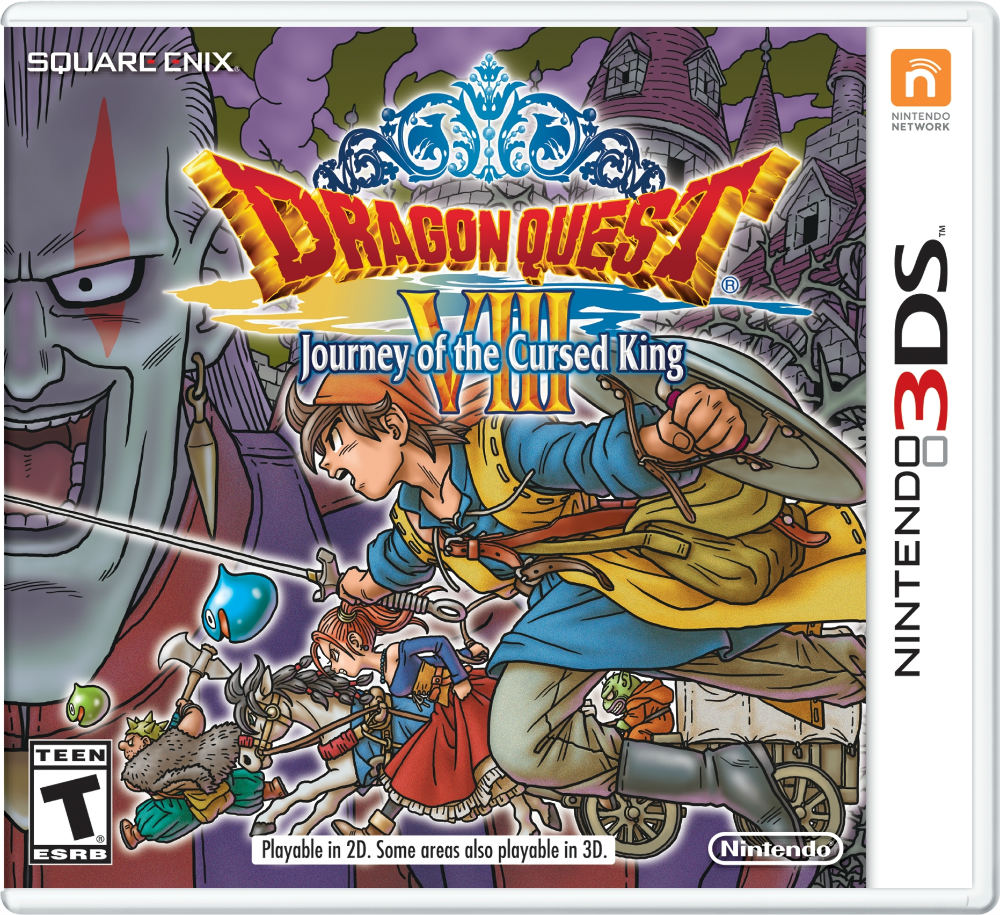 SQUARE ENIX®
NINTENDO
NETWORK
DRAGON QUEST®
VIII
Journey of the Cursed King
NINTENDO 3DS™
TEEN
T®
ESRB
Playable in 2D. Some areas also playable in 3D.
Nintendo®